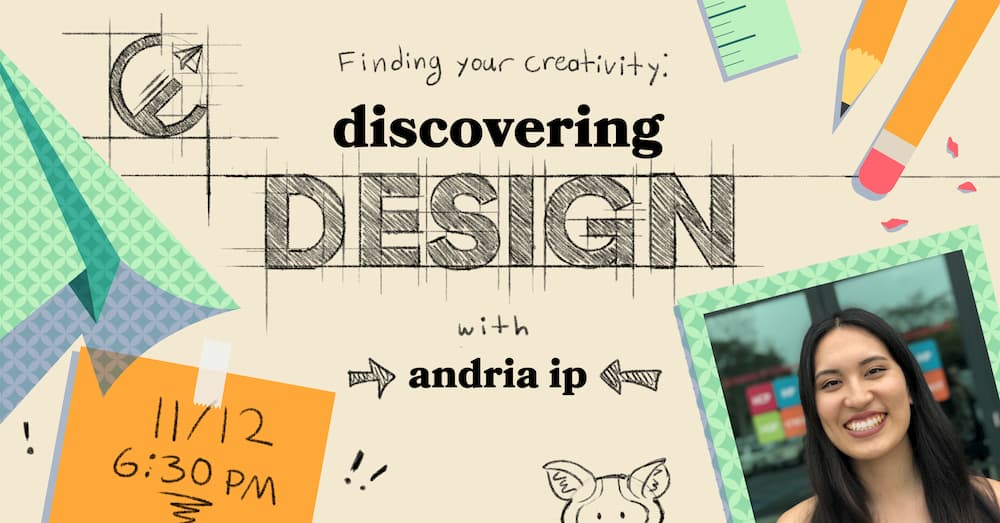 Finding your creativity:
discovering
DESIGN
with
andria ip
11/12
6:30 PM